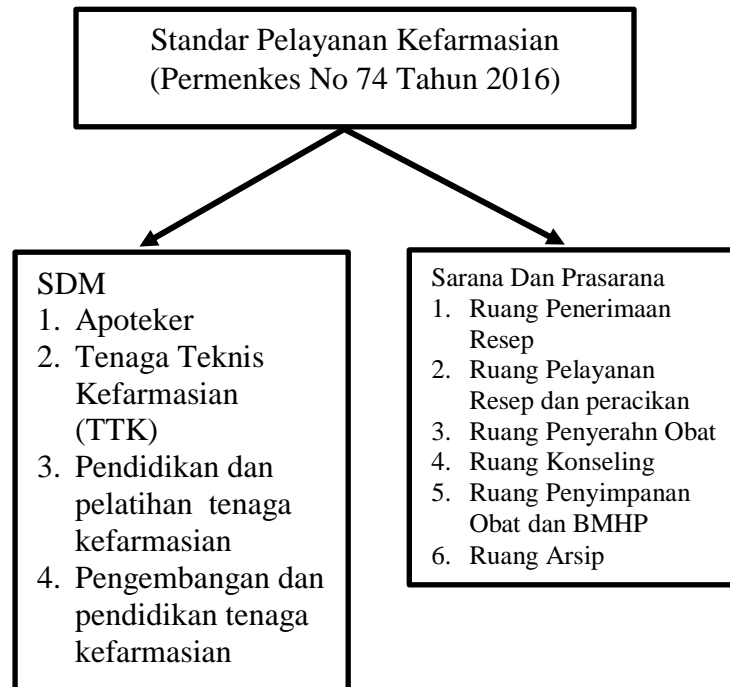 Standar Pelayanan Kefarmasian
(Permenkes No 74 Tahun 2016)
SDM
1. Apoteker
2. Tenaga Teknis
Kefarmasian
(TTK)
3. Pendidikan dan
pelatihan tenaga
kefarmasian
4. Pengembangan dan
pendidikan tenaga
kefarmasian
Sarana Dan Prasarana
1. Ruang Penerimaan
Resep
2. Ruang Pelayanan
Resep dan peracikan
3. Ruang Penyerahn Obat
4. Ruang Konseling
5. Ruang Penyimpanan
Obat dan BMHP
6. Ruang Arsip